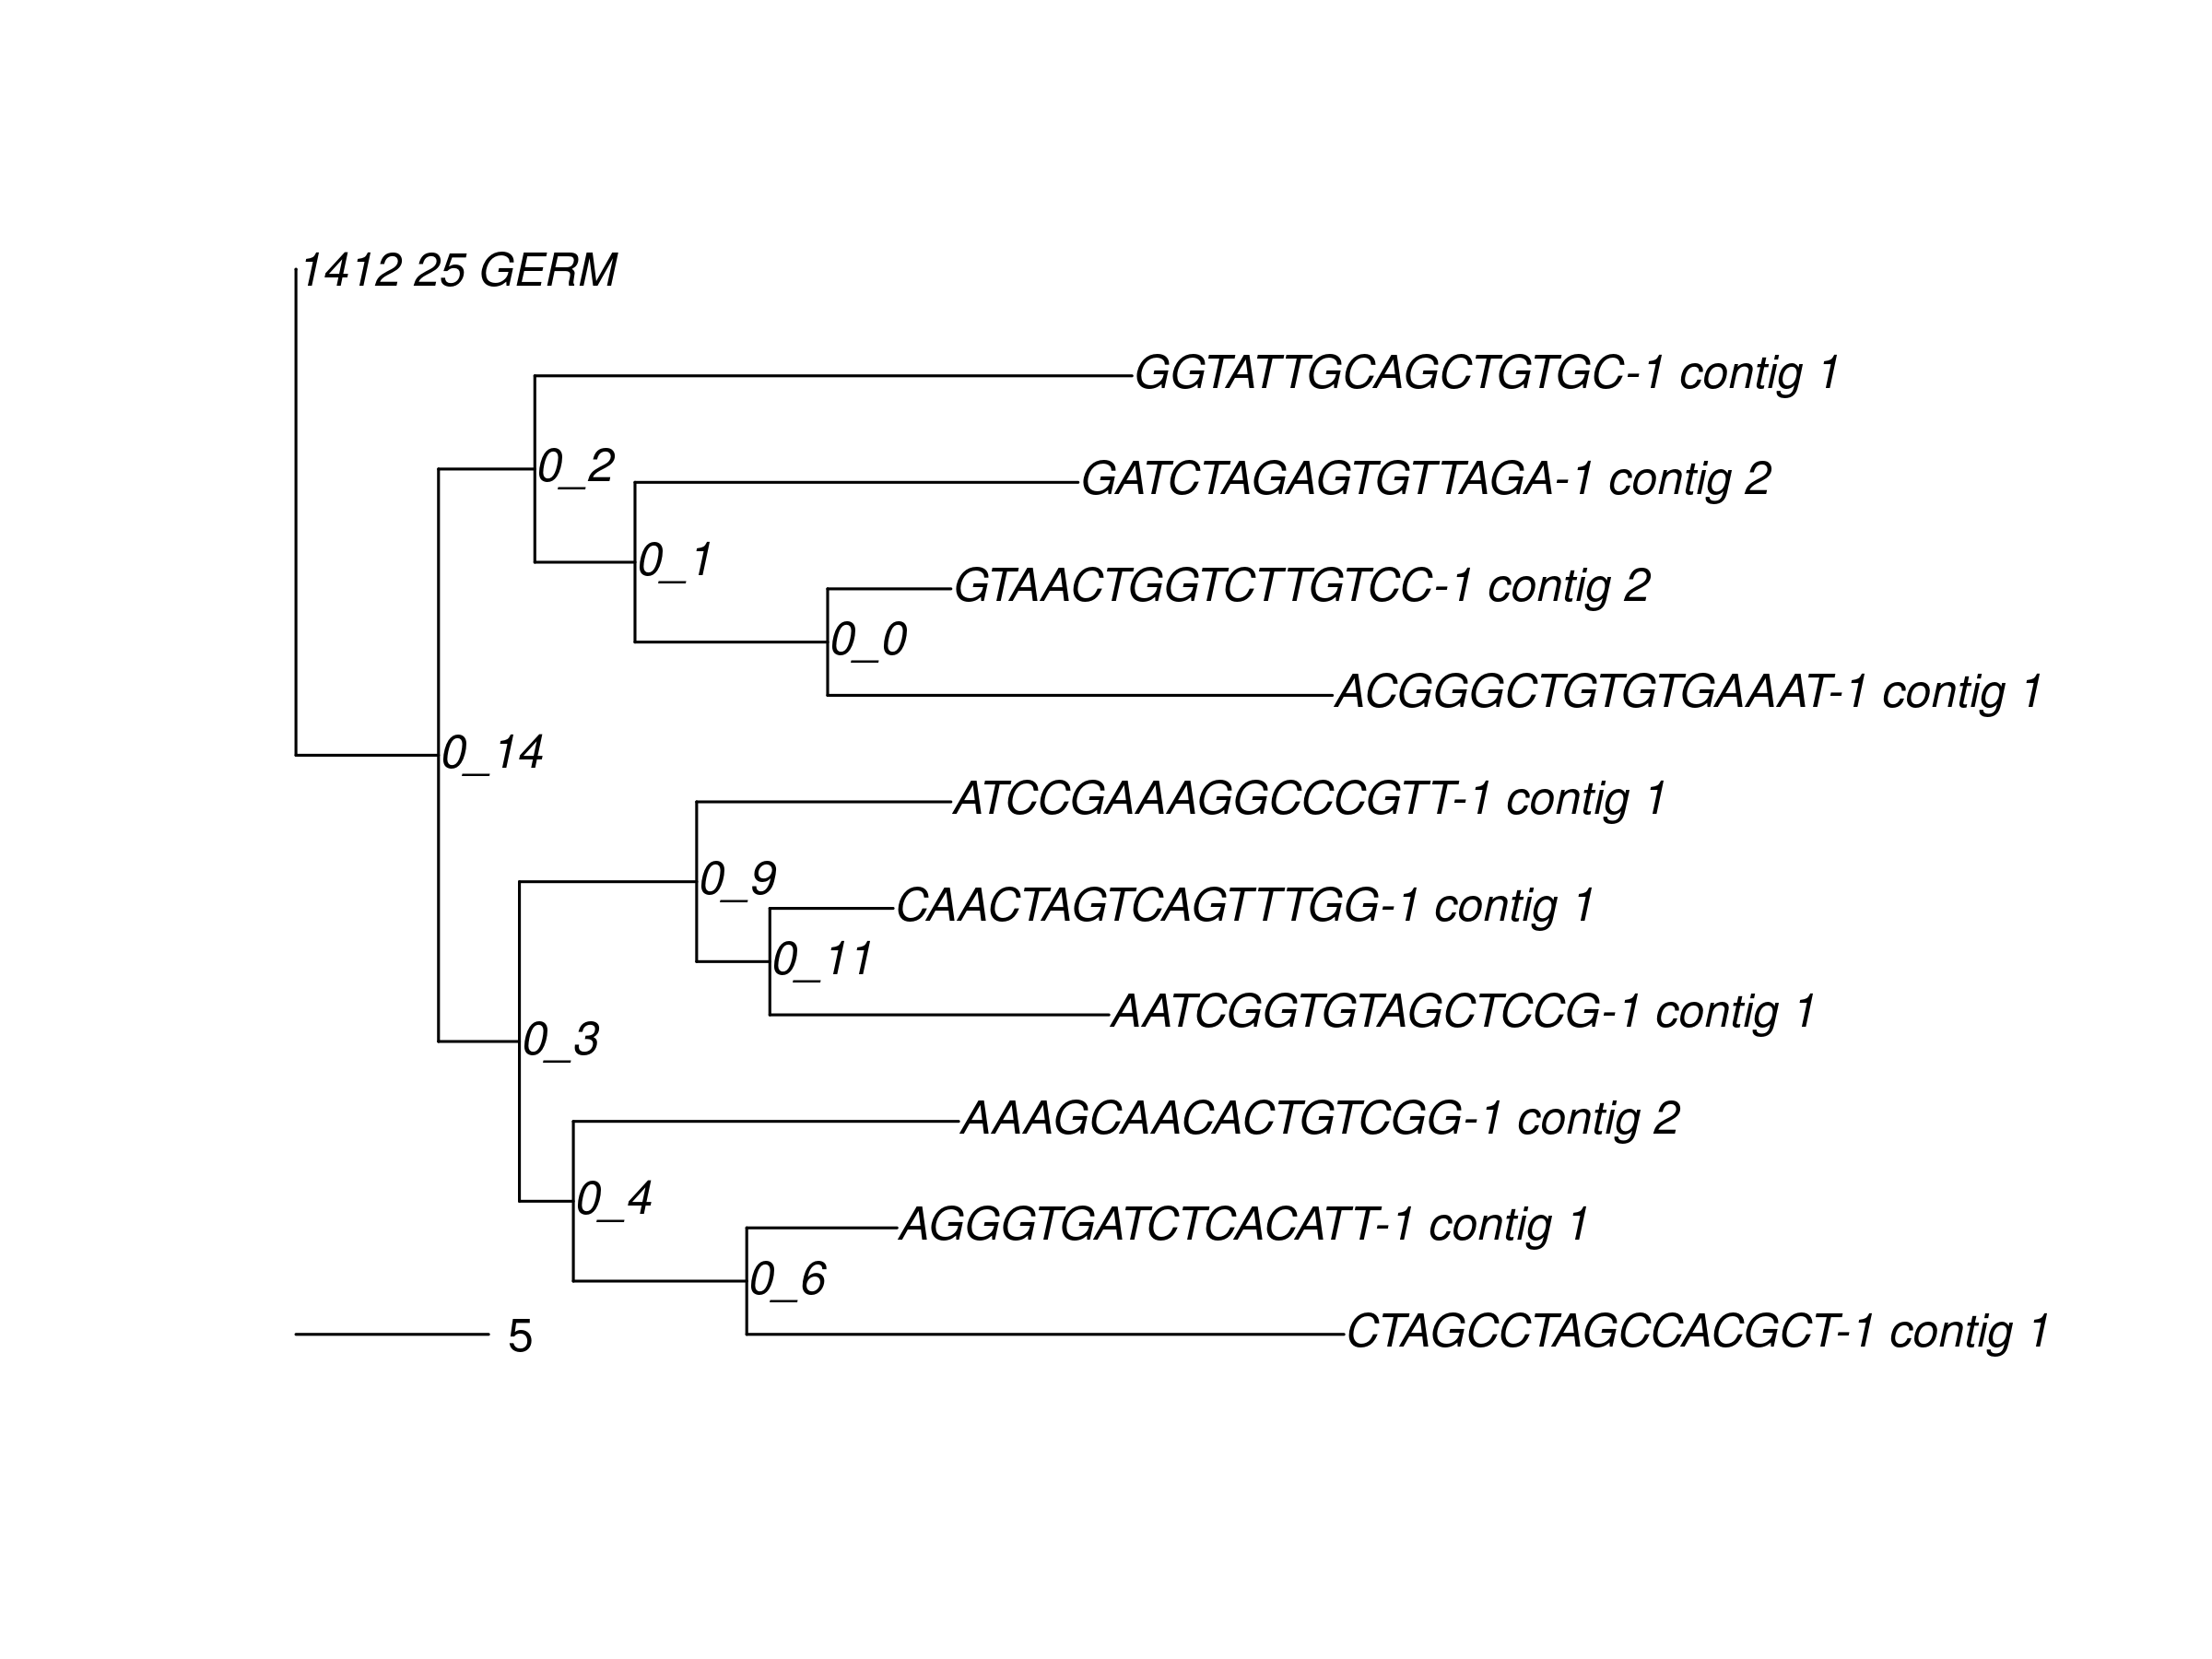 1412 25 GERM
GGTATTGCAGCTGTGC-1 contig 1
0_2
GATCTAGAGTGTTAGA-1 contig 2
0_1
GTAACTGGTCTTGTCC-1 contig 2
0_0
ACGGGCTGTGTGAAAT-1 contig 1
0_14
ATCCGAAAGGCCCGTT-1 contig 1
0_9
CAACTAGTCAGTTTGG-1 contig 1
0_11
AATCGGTGTAGCTCCG-1 contig 1
0_3
AAAGCAACACTGTCGG-1 contig 2
0_4
AGGGTGATCTCACATT-1 contig 1
0_6
CTAGCCTAGCCACGCT-1 contig 1
5